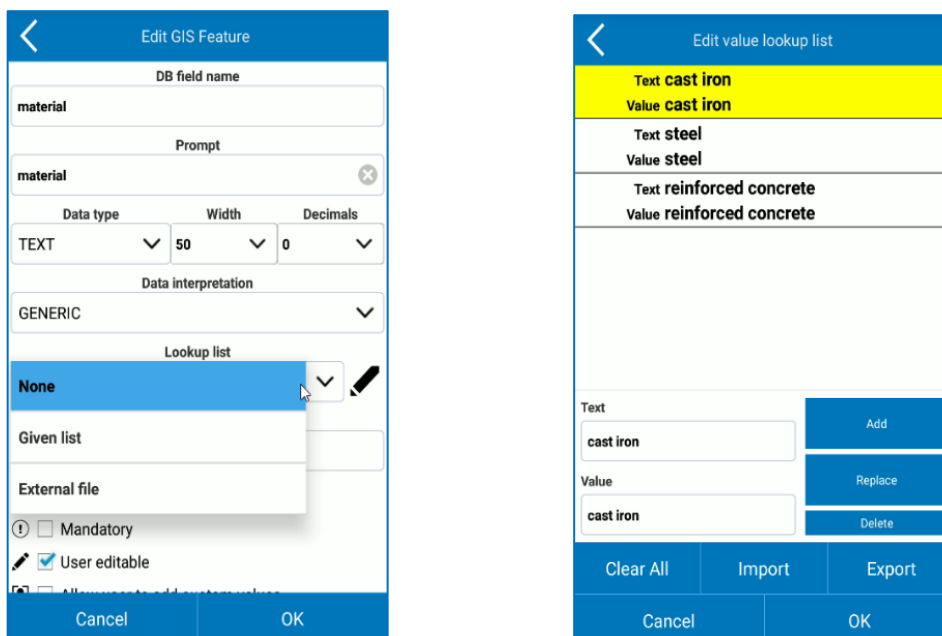 Edit GIS Feature
DB field name
material
Prompt
material
Data type Width Decimals
TEXT 50 0
Data interpretation
GENERIC
Lookup list
None
Given list
External file
Mandatory
User editable
Cancel OK
Edit value lookup list
Text cast iron
Value cast iron
Text steel
Value steel
Text reinforced concrete
Value reinforced concrete
Text
cast iron
Add
Value
Replace
cast iron
Delete
Clear All Import Export
Cancel OK